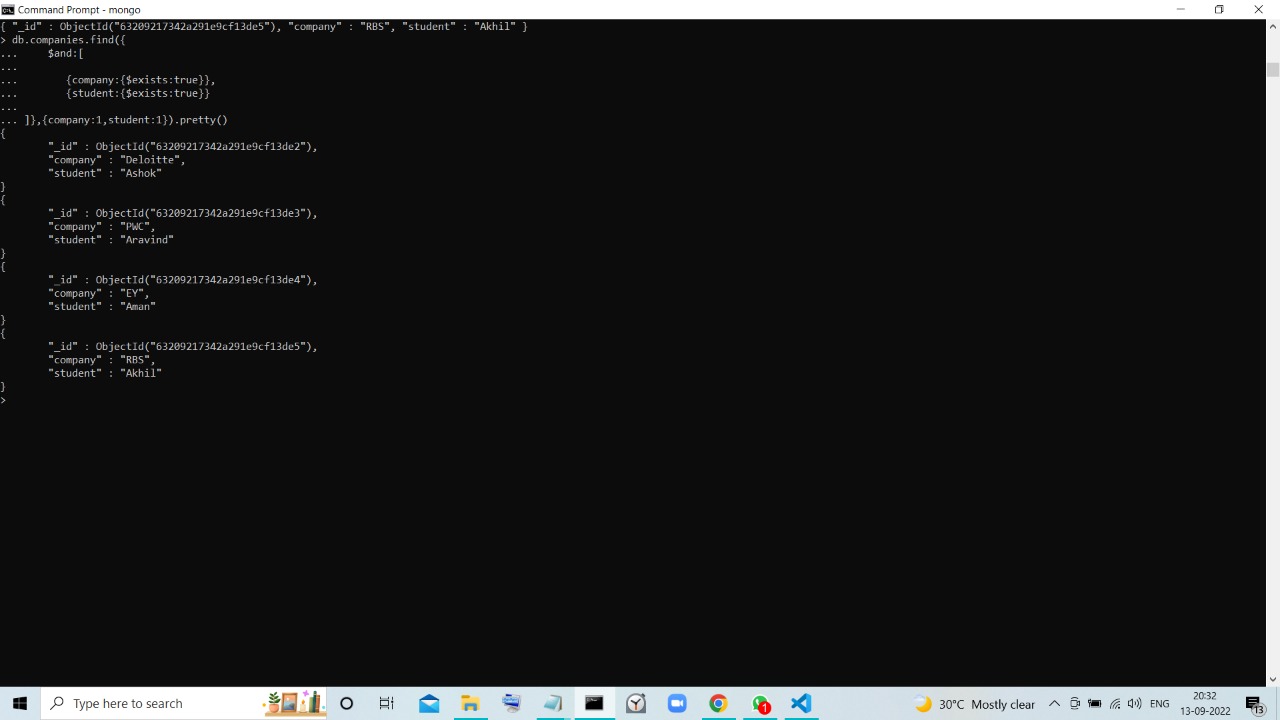 Command Prompt - mongo
{ "_id" : ObjectId("63209217342a291e9cf13de5"), "company" : "RBS", "student" : "Akhil" }
> db.companies.find({
...     $and:[
...
...        {company:{$exists:true}},
...        {student:{$exists:true}}
...
... ]},{company:1,student:1}).pretty()
{
        "_id" : ObjectId("63209217342a291e9cf13de2"),
        "company" : "Deloitte",
        "student" : "Ashok"
}
{
        "_id" : ObjectId("63209217342a291e9cf13de3"),
        "company" : "PWC",
        "student" : "Aravind"
}
{
        "_id" : ObjectId("63209217342a291e9cf13de4"),
        "company" : "EY",
        "student" : "Aman"
}
{
        "_id" : ObjectId("63209217342a291e9cf13de5"),
        "company" : "RBS",
        "student" : "Akhil"
}
>
Type here to search
1
30°C Mostly clear
ENG
20:32
13-09-2022
13